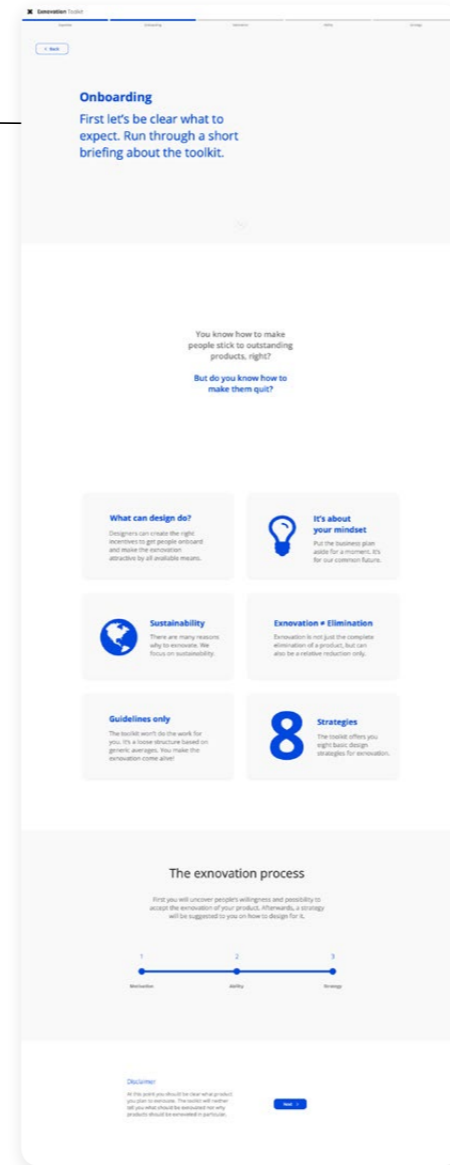 Exnovation Toolkit
Onboarding
Motivation
Ability
Strategy
< Back
Onboarding
First let's be clear what to
expect. Run through a short
briefing about the toolkit.
You know how to make
people stick to outstanding
products, right?
But do you know how to
make them quit?
What can design do?
Designers can create the right
incentives to get people onboard
and make the exnovation
attractive by all available means.
It's about
your mindset
Put the business plan
aside for a moment. It's
for our common future.
Sustainability
There are many reasons
why to exnovate. We
focus on sustainability.
Exnovation ≠ Elimination
Exnovation is not just the complete
elimination of a product, but can
also be a relative reduction only.
Guidelines only
The toolkit won't do the work for
you. It's a loose structure based on
generic averages. You make the
exnovation come alive!
8
Strategies
The toolkit offers you
eight basic design
strategies for exnovation.
The exnovation process
First you will uncover people's willingness and possibility to
accept the exnovation of your product. Afterwards, a strategy
will be suggested to you on how to design for it.
1
2
3
Motivation
Ability
Strategy
Disclaimer
At this point you should be clear what product
you plan to exnovate. The toolkit will neither
tell you what should be exnovated nor why
products should be exnovated in particular.
Next >